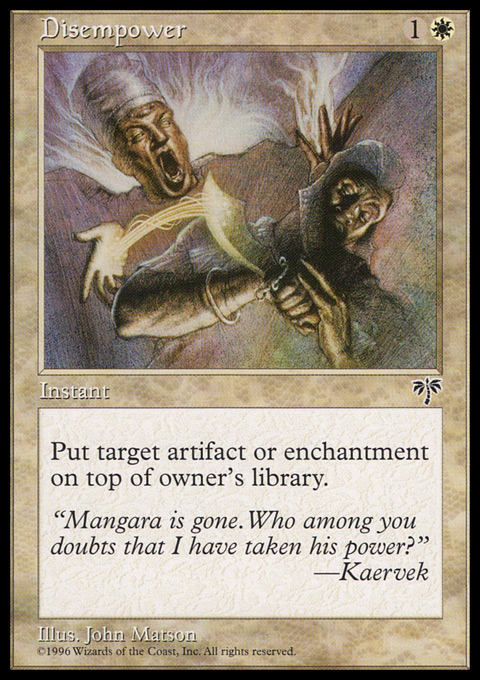 Disempower 1
Instant
Put target artifact or enchantment
on top of owner's library.
“Mangara is gone. Who among you
doubts that I have taken his power?”
—Kaervek
Illus. John Matson
©1996 Wizards of the Coast, Inc. All rights reserved.